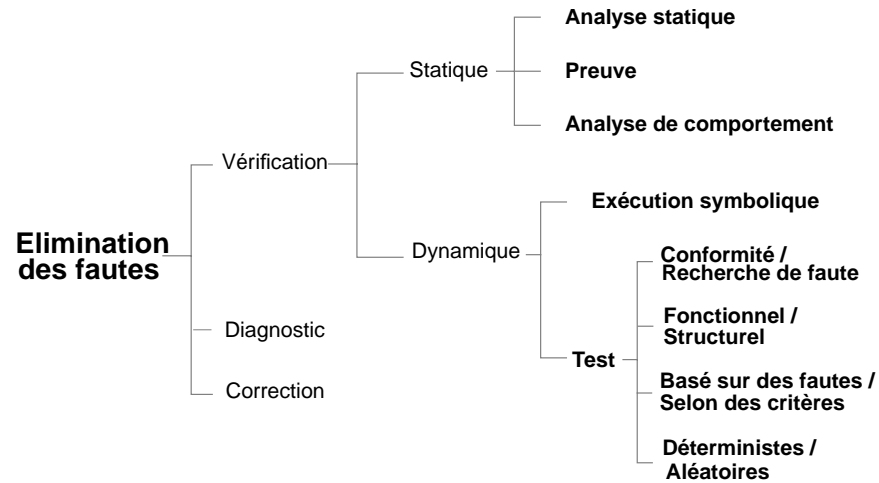 Analyse statique
Statique
Preuve
Analyse de comportement
Vérification
Exécution symbolique
Elimination
des fautes
Dynamique
Conformité /
Recherche de faute
Fonctionnel /
Structurel
Diagnostic
Test
Basé sur des fautes /
Selon des critères
Correction
Déterministes /
Aléatoires